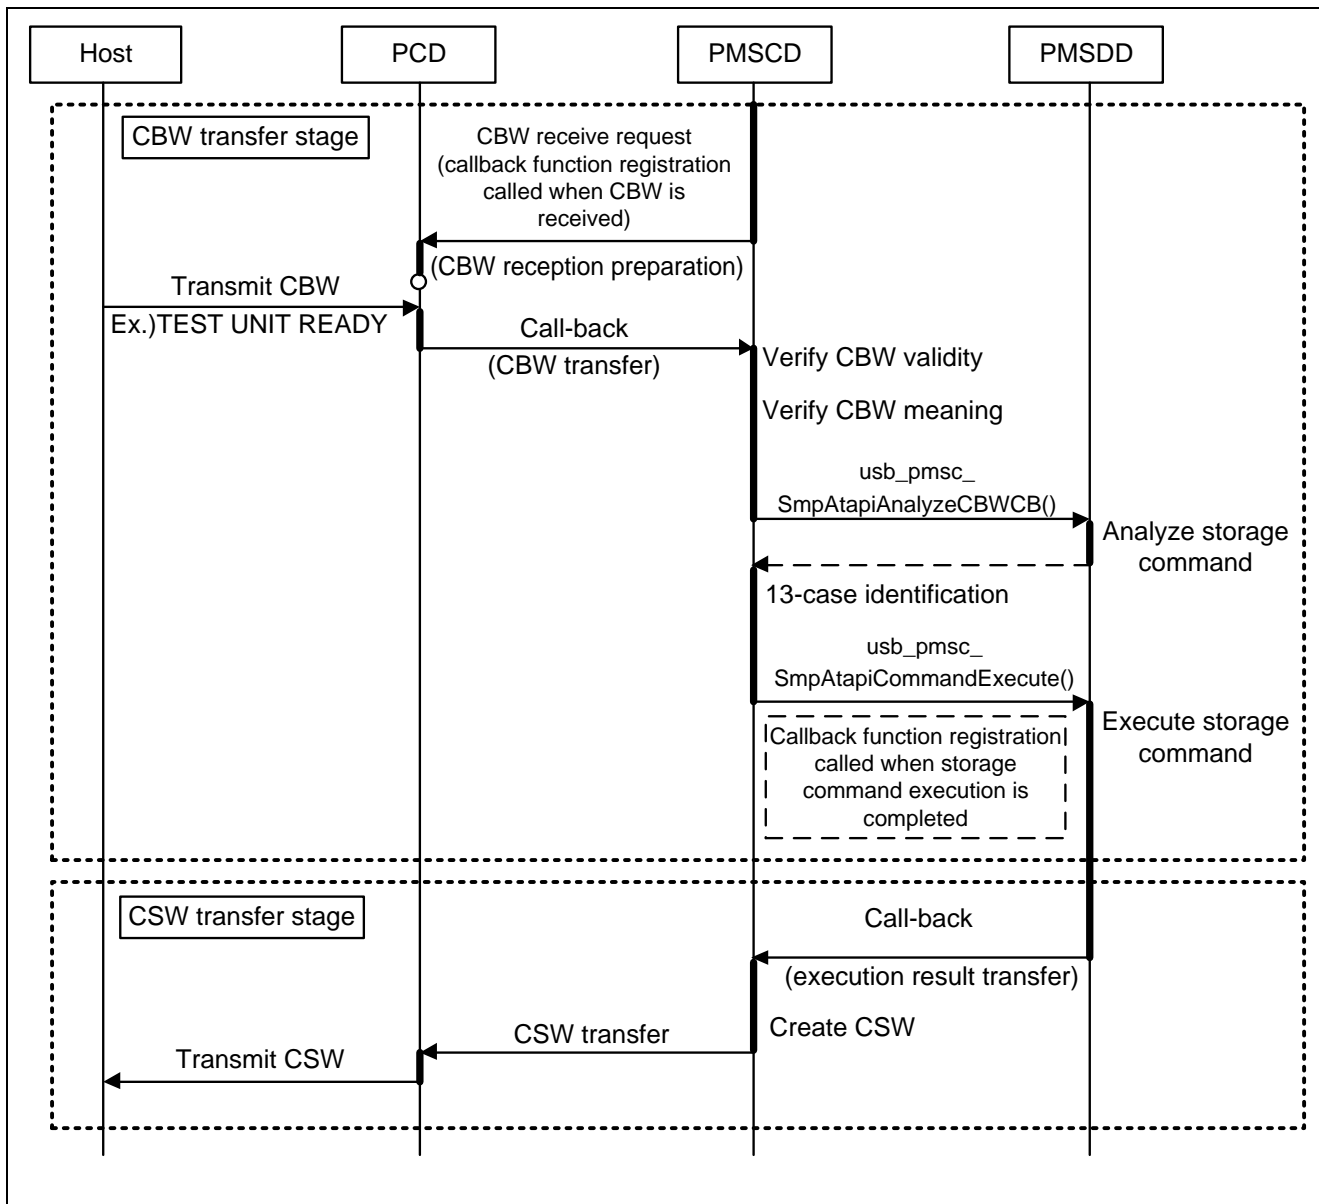 Host
PCD
PMSCD
PMSDD
CBW transfer stage
CBW receive request
(callback function registration
called when CBW is
received)
(CBW reception preparation)
Transmit CBW
Ex.)TEST UNIT READY
Call-back
(CBW transfer)
Verify CBW validity
Verify CBW meaning
usb_pmsc_
SmpAtapiAnalyzeCBWCB()
Analyze storage
command
13-case identification
usb_pmsc_
SmpAtapiCommandExecute()
Execute storage
command
Callback function registration
called when storage
command execution is
completed
CSW transfer stage
Call-back
(execution result transfer)
Create CSW
CSW transfer
Transmit CSW